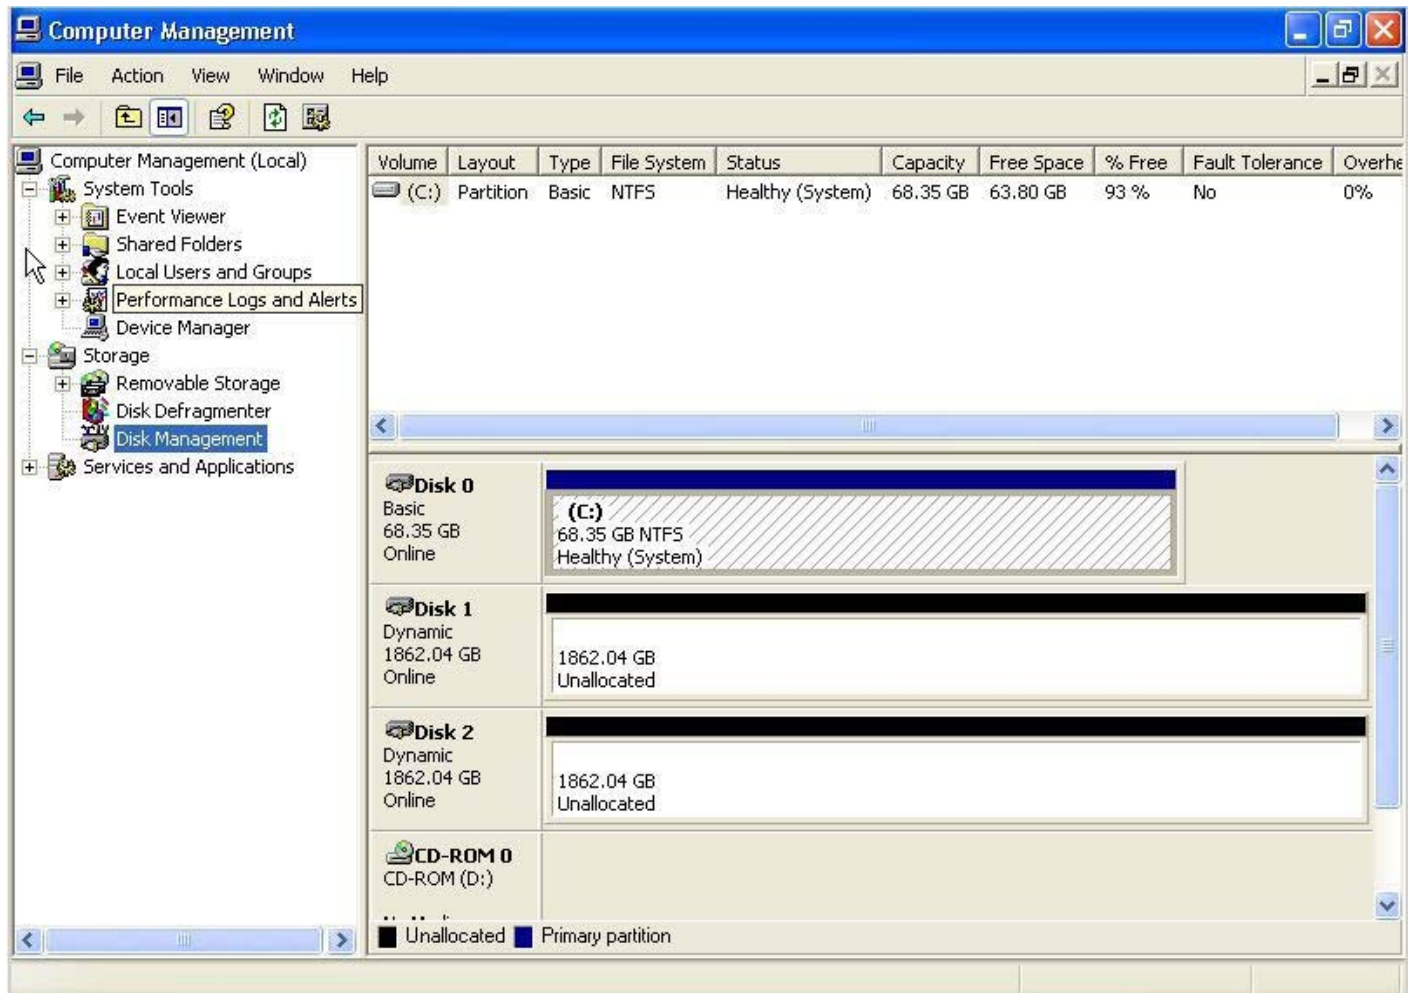 Computer Management
File Action View Window Help
Computer Management (Local)
System Tools
Event Viewer
Shared Folders
Local Users and Groups
Performance Logs and Alerts
Device Manager
Storage
Removable Storage
Disk Defragmenter
Disk Management
Services and Applications
Volume Layout Type File System Status Capacity Free Space % Free Fault Tolerance Overhe
(C:) Partition Basic NTFS Healthy (System) 68.35 GB 63.80 GB 93 % No 0%
Disk 0
Basic
68.35 GB
Online
(C:)
68.35 GB NTFS
Healthy (System)
Disk 1
Dynamic
1862.04 GB
Online
1862.04 GB
Unallocated
Disk 2
Dynamic
1862.04 GB
Online
1862.04 GB
Unallocated
CD-ROM 0
CD-ROM (D:)
Unallocated Primary partition